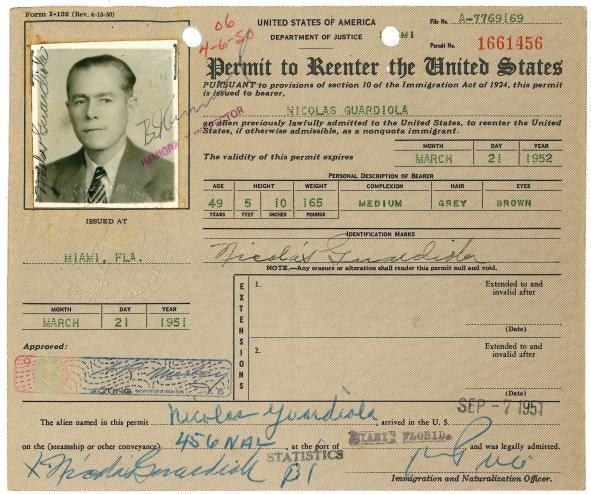 Form I-132 (Rev. 4-15-50)
06
4-6-50
UNITED STATES OF AMERICA
DEPARTMENT OF JUSTICE
MI
File No. A-7769169
Permit No. 1661456
Permit to Reenter the United States
PURSUANT to provisions of section 10 of the Immigration Act of 1924, this permit
is issued to bearer,
NICOLAS GUARDIOLA
an alien previously lawfully admitted to the United States, to reenter the United
States, if otherwise admissible, as a nonquota immigrant.
The validity of this permit expires
MONTH DAY YEAR
MARCH 21 1952
PERSONAL DESCRIPTION OF BEARER
AGE HEIGHT WEIGHT COMPLEXION HAIR EYES
49 5 10 165 MEDIUM GREY BROWN
YEARS FEET INCHES POUNDS
IDENTIFICATION MARKS
Nicolás Guardiola
NOTE.—Any erasure or alteration shall render this permit null and void.
Nicolás Guardiola
IMMIGRANT INSPECTOR
ISSUED AT
MIAMI, FLA.
MONTH DAY YEAR
MARCH 21 1951
Approved:
ACTING
EXTENSIONS
1.
Extended to and
invalid after
(Date)
2.
Extended to and
invalid after
(Date)
SEP -7 1951
The alien named in this permit Nicolas Guardiola arrived in the U. S.
on the (steamship or other conveyance) 456 NAL, at the port of MIAMI FLORIDA, and was legally admitted.
STATISTICS
X Nicolás Guardiola
Immigration and Naturalization Officer.